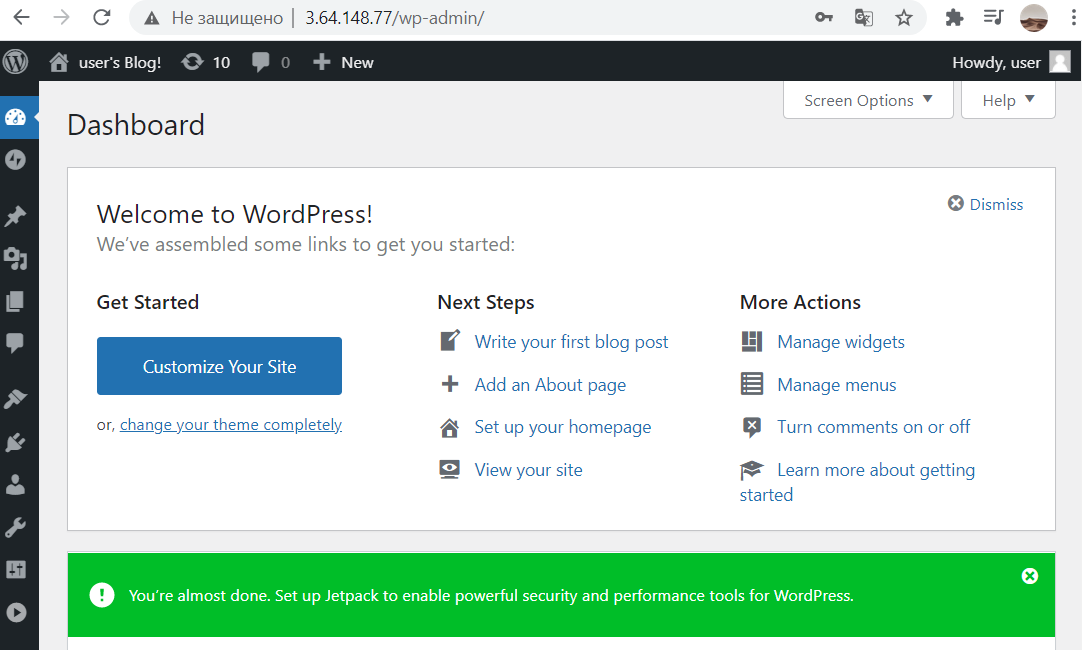 Не защищено | 3.64.148.77/wp-admin/
user's Blog! 10 0 New Howdy, user
Screen Options Help
Dashboard
Welcome to WordPress!
Dismiss
We've assembled some links to get you started:
Get Started
Customize Your Site
or, change your theme completely
Next Steps
Write your first blog post
Add an About page
Set up your homepage
View your site
More Actions
Manage widgets
Manage menus
Turn comments on or off
Learn more about getting
started
You're almost done. Set up Jetpack to enable powerful security and performance tools for WordPress.